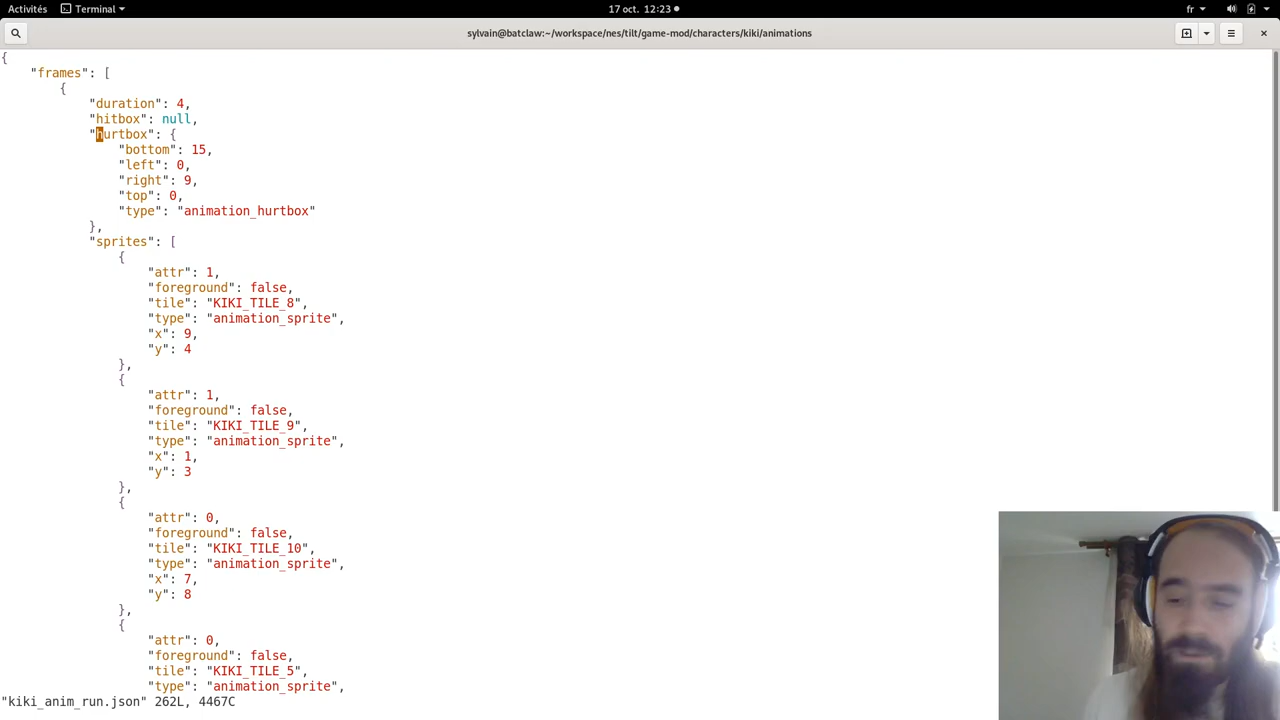 Activités
Terminal
17 oct. 12:23
fr
sylvain@batclaw:~/workspace/nes/tilt/game-mod/characters/kiki/animations
{
"frames": [
{
"duration": 4,
"hitbox": null,
"hurtbox": {
"bottom": 15,
"left": 0,
"right": 9,
"top": 0,
"type": "animation_hurtbox"
},
"sprites": [
{
"attr": 1,
"foreground": false,
"tile": "KIKI_TILE_8",
"type": "animation_sprite",
"x": 9,
"y": 4
},
{
"attr": 1,
"foreground": false,
"tile": "KIKI_TILE_9",
"type": "animation_sprite",
"x": 1,
"y": 3
},
{
"attr": 0,
"foreground": false,
"tile": "KIKI_TILE_10",
"type": "animation_sprite",
"x": 7,
"y": 8
},
{
"attr": 0,
"foreground": false,
"tile": "KIKI_TILE_5",
"type": "animation_sprite",
"kiki_anim_run.json" 262L, 4467C